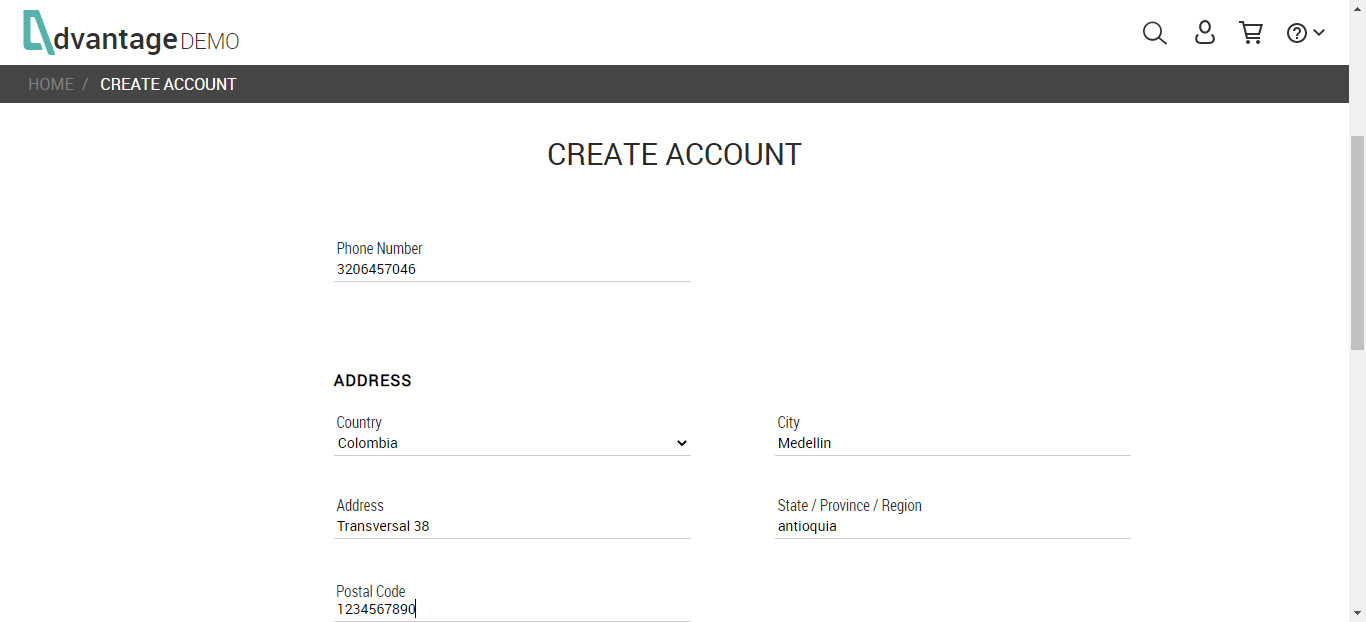 dvantage DEMO
HOME / CREATE ACCOUNT
CREATE ACCOUNT
Phone Number
3206457046
ADDRESS
Country
Colombia
City
Medellin
Address
Transversal 38
State / Province / Region
antioquia
Postal Code
1234567890